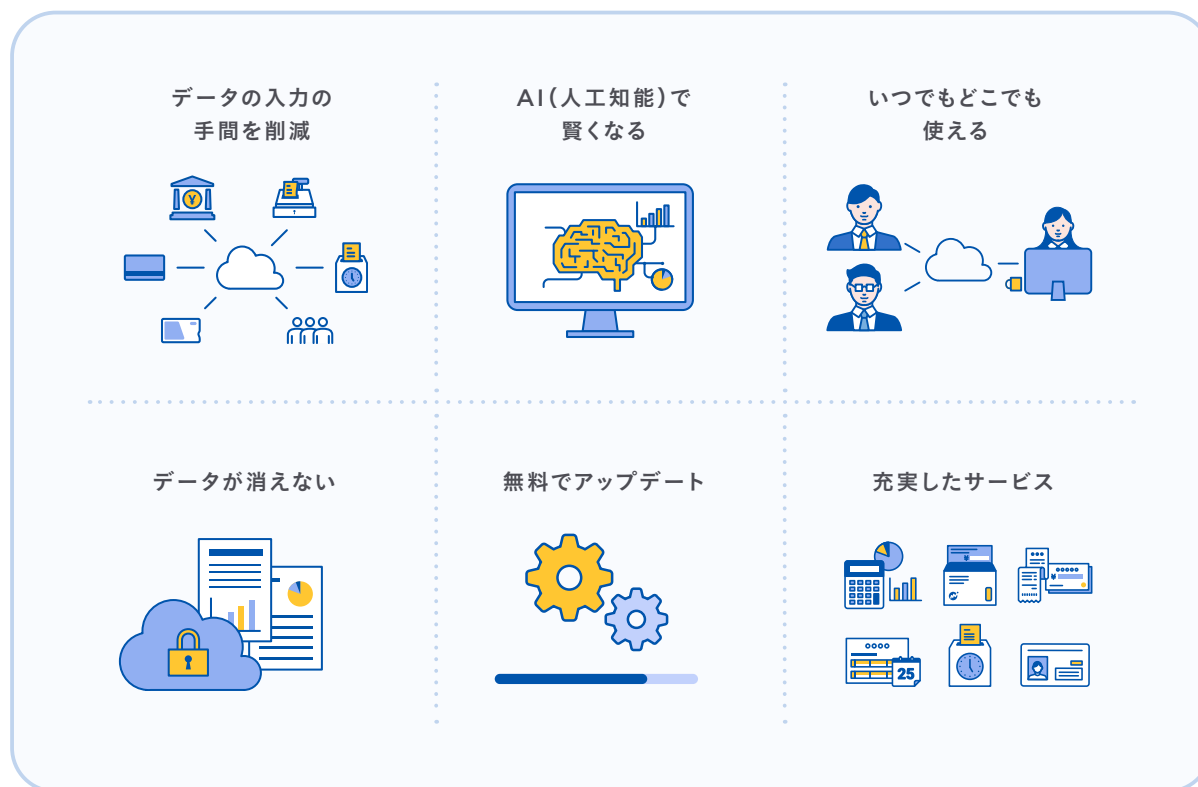 データの入力の
手間を削減
AI(人工知能)で
賢くなる
いつでもどこでも
使える
¥
データが消えない
無料でアップデート
充実したサービス
¥
¥
25